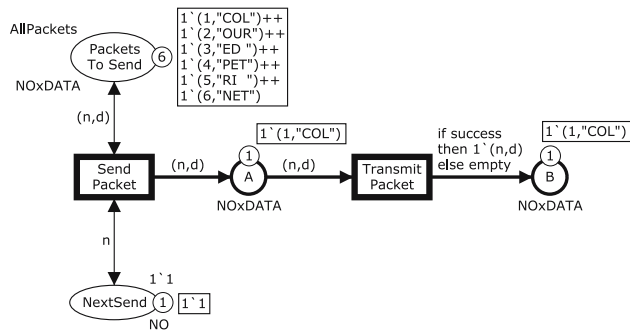 AllPackets
Packets
To Send
6
1`(1,"COL")++
1`(2,"OUR")++
1`(3,"ED ")++
1`(4,"PET")++
1`(5,"RI  ")++
1`(6,"NET")
NOxDATA
(n,d)
1`(1,"COL")
if success
then 1`(n,d)
else empty
1`(1,"COL")
Send
Packet
(n,d)
1
A
(n,d)
Transmit
Packet
1
B
NOxDATA
NOxDATA
n
1`1
NextSend
1
1`1
NO